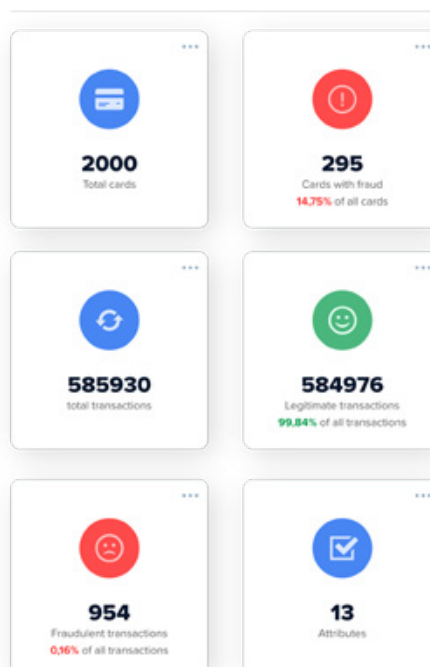 2000
Total cards
295
Cards with fraud
14,75% of all cards
585930
total transactions
584976
Legitimate transactions
99,84% of all transactions
954
Fraudulent transactions
0,16% of all transactions
13
Attributes